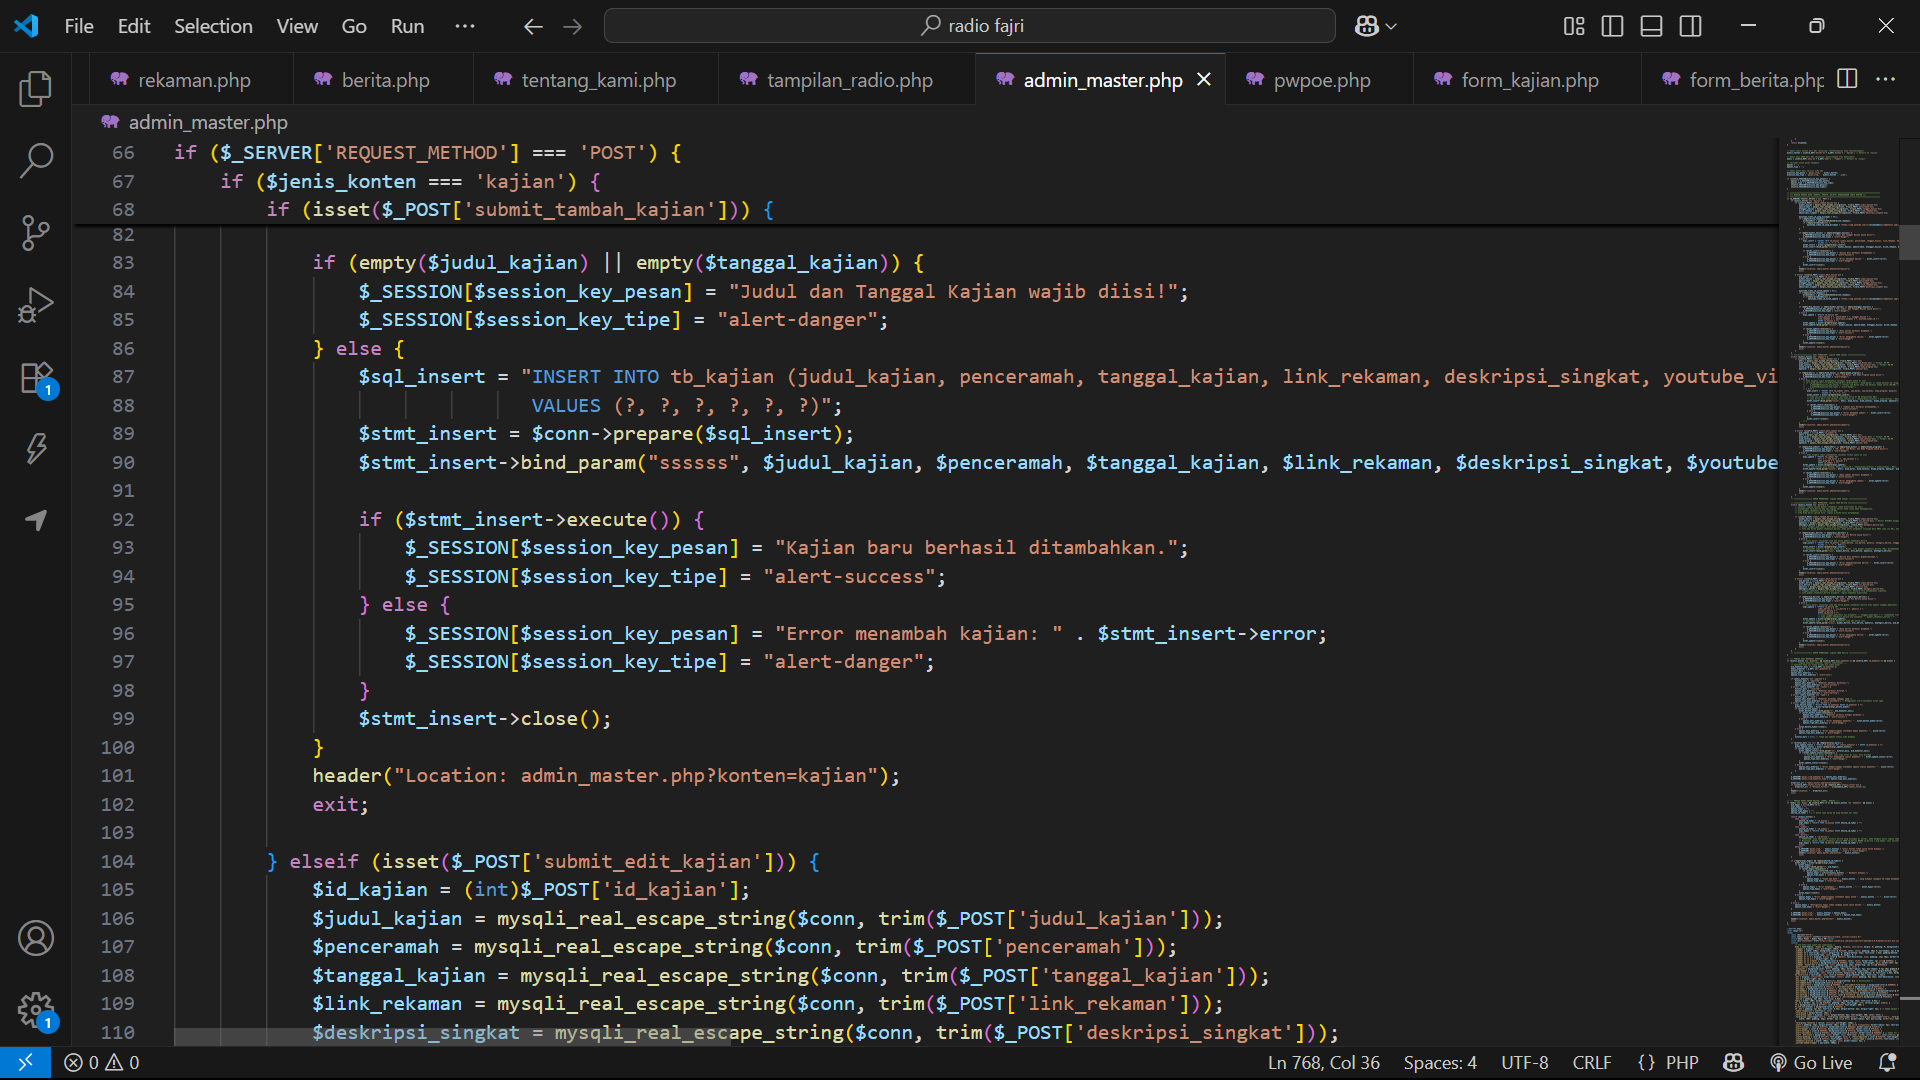 File Edit Selection View Go Run ··· radio fajri
rekaman.php berita.php tentang_kami.php tampilan_radio.php admin_master.php pwpoe.php form_kajian.php form_berita.php
admin_master.php
66 if ($_SERVER['REQUEST_METHOD'] === 'POST') {
67 if ($jenis_konten === 'kajian') {
68 if (isset($_POST['submit_tambah_kajian'])) {
82
83 if (empty($judul_kajian) || empty($tanggal_kajian)) {
84 $_SESSION[$session_key_pesan] = "Judul dan Tanggal Kajian wajib diisi!";
85 $_SESSION[$session_key_tipe] = "alert-danger";
86 } else {
87 $sql_insert = "INSERT INTO tb_kajian (judul_kajian, penceramah, tanggal_kajian, link_rekaman, deskripsi_singkat, youtube_vi
88 VALUES (?, ?, ?, ?, ?, ?)";
89 $stmt_insert = $conn->prepare($sql_insert);
90 $stmt_insert->bind_param("ssssss", $judul_kajian, $penceramah, $tanggal_kajian, $link_rekaman, $deskripsi_singkat, $youtube
91
92 if ($stmt_insert->execute()) {
93 $_SESSION[$session_key_pesan] = "Kajian baru berhasil ditambahkan.";
94 $_SESSION[$session_key_tipe] = "alert-success";
95 } else {
96 $_SESSION[$session_key_pesan] = "Error menambah kajian: " . $stmt_insert->error;
97 $_SESSION[$session_key_tipe] = "alert-danger";
98 }
99 $stmt_insert->close();
100 }
101 header("Location: admin_master.php?konten=kajian");
102 exit;
103
104 } elseif (isset($_POST['submit_edit_kajian'])) {
105 $id_kajian = (int)$_POST['id_kajian'];
106 $judul_kajian = mysqli_real_escape_string($conn, trim($_POST['judul_kajian']));
107 $penceramah = mysqli_real_escape_string($conn, trim($_POST['penceramah']));
108 $tanggal_kajian = mysqli_real_escape_string($conn, trim($_POST['tanggal_kajian']));
109 $link_rekaman = mysqli_real_escape_string($conn, trim($_POST['link_rekaman']));
110 $deskripsi_singkat = mysqli_real_escape_string($conn, trim($_POST['deskripsi_singkat']));
1
1
0 0 Ln 768, Col 36 Spaces: 4 UTF-8 CRLF {} PHP Go Live